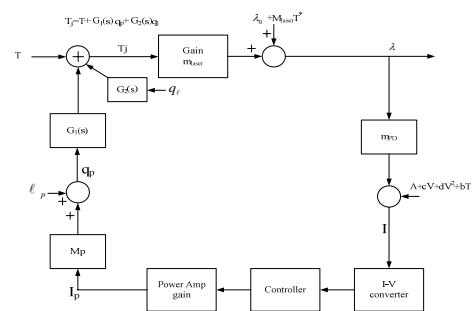 Tj=T+ G₁(s) qp+ G₂(s)qℓ
λ₀ +MlaserT*
T
+
Tj
Gain
mlaser
+
+
λ
G₂(s)
qℓ
G₁(s)
mPD
qp
ℓ p
+
+
A+cV+dV²+bT
I
Mp
Ip
Power Amp
gain
Controller
I-V
converter